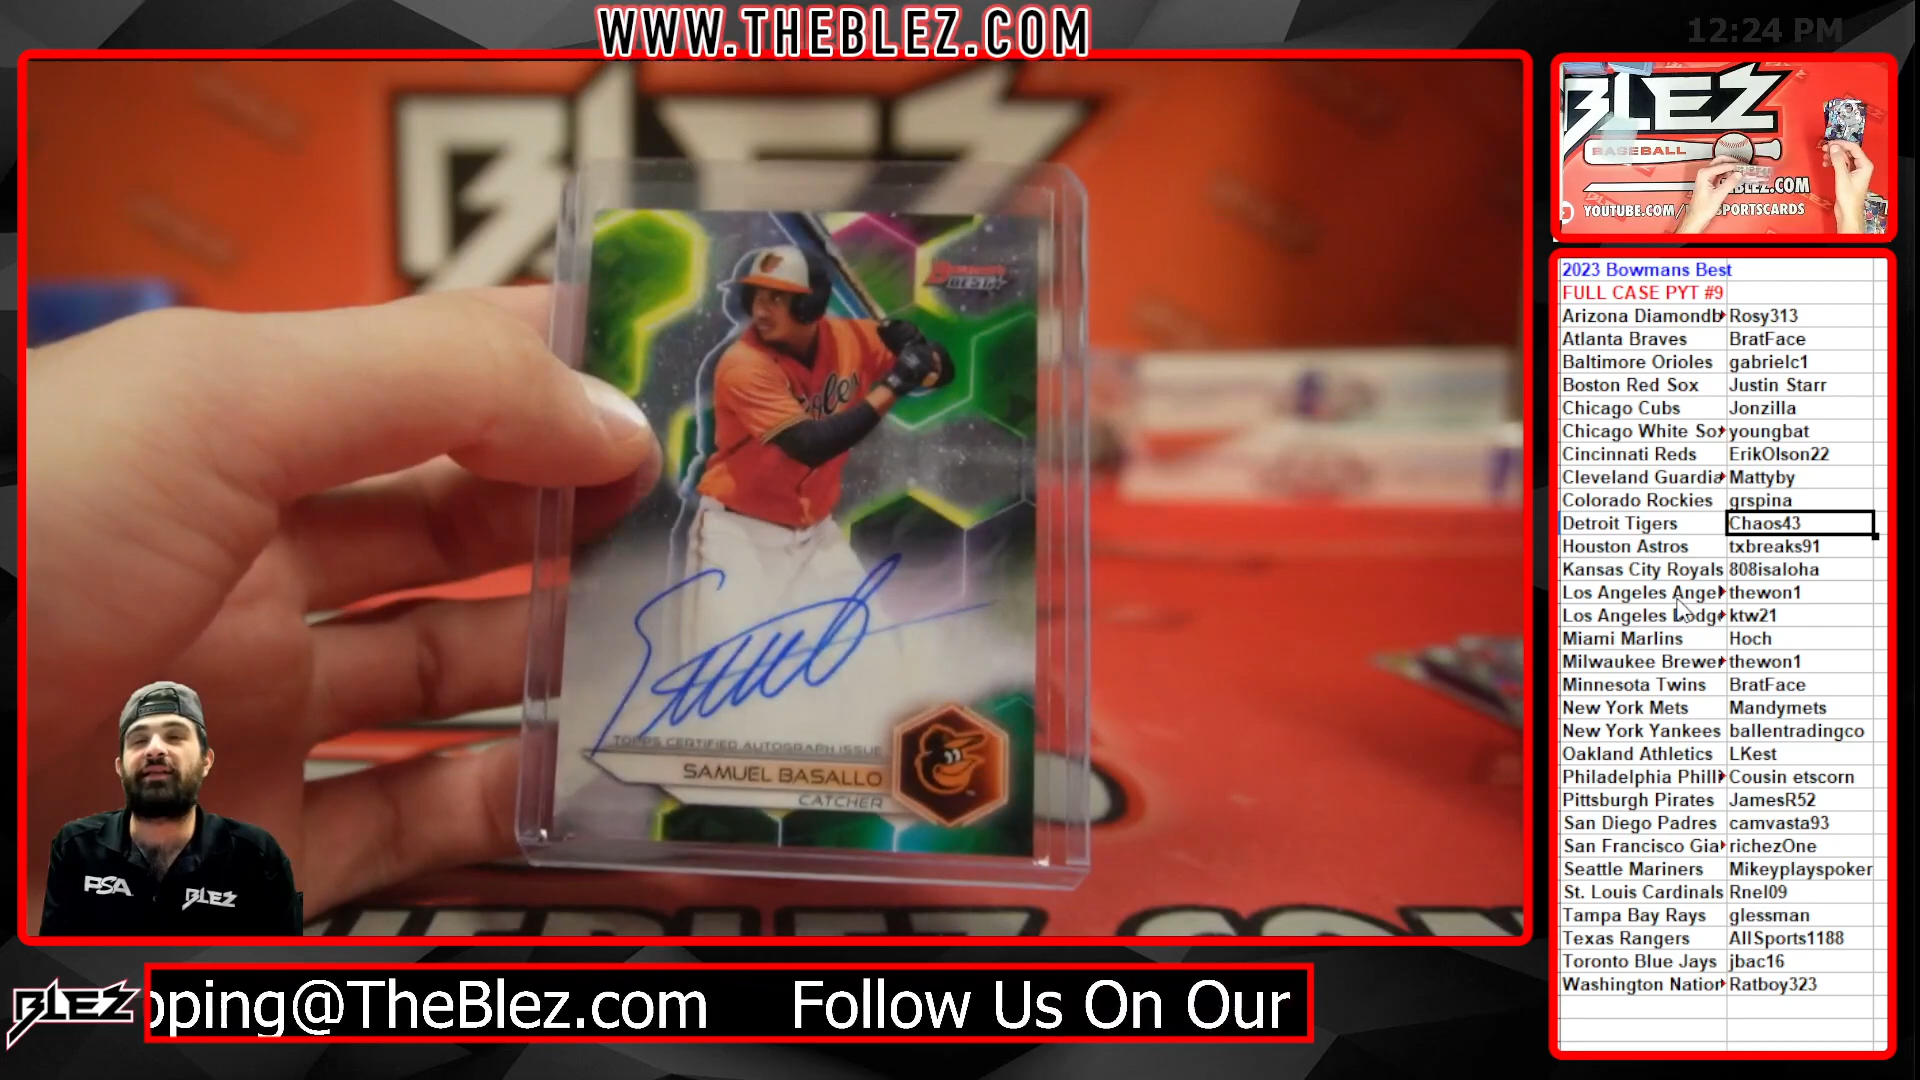 WWW.THEBLEZ.COM
12:24 PM
BLEZ
BLEZ
BASEBALL
BLEZ.COM
YOUTUBE.COM/
SPORTSCARDS
BOWMAN'S
BEST
Orioles
TOPPS CERTIFIED AUTOGRAPH ISSUE
SAMUEL BASALLO
CATCHER
PSA
BLEZ
2023 Bowmans Best
FULL CASE PYT #9
Arizona Diamondb Rosy313
Atlanta Braves BratFace
Baltimore Orioles gabrielc1
Boston Red Sox Justin Starr
Chicago Cubs Jonzilla
Chicago White Sox youngbat
Cincinnati Reds ErikOlson22
Cleveland Guardia Mattyby
Colorado Rockies grspina
Detroit Tigers Chaos43
Houston Astros txbreaks91
Kansas City Royals 808isaloha
Los Angeles Angel thewon1
Los Angeles Dodge ktw21
Miami Marlins Hoch
Milwaukee Brewer thewon1
Minnesota Twins BratFace
New York Mets Mandymets
New York Yankees ballentradingco
Oakland Athletics LKest
Philadelphia Philli Cousin etscorn
Pittsburgh Pirates JamesR52
San Diego Padres camvasta93
San Francisco Gia richezOne
Seattle Mariners Mikeyplayspoker
St. Louis Cardinals Rnel09
Tampa Bay Rays glessman
Texas Rangers AllSports1188
Toronto Blue Jays jbac16
Washington Nation Ratboy323
BLEZ
pping@TheBlez.com Follow Us On Our